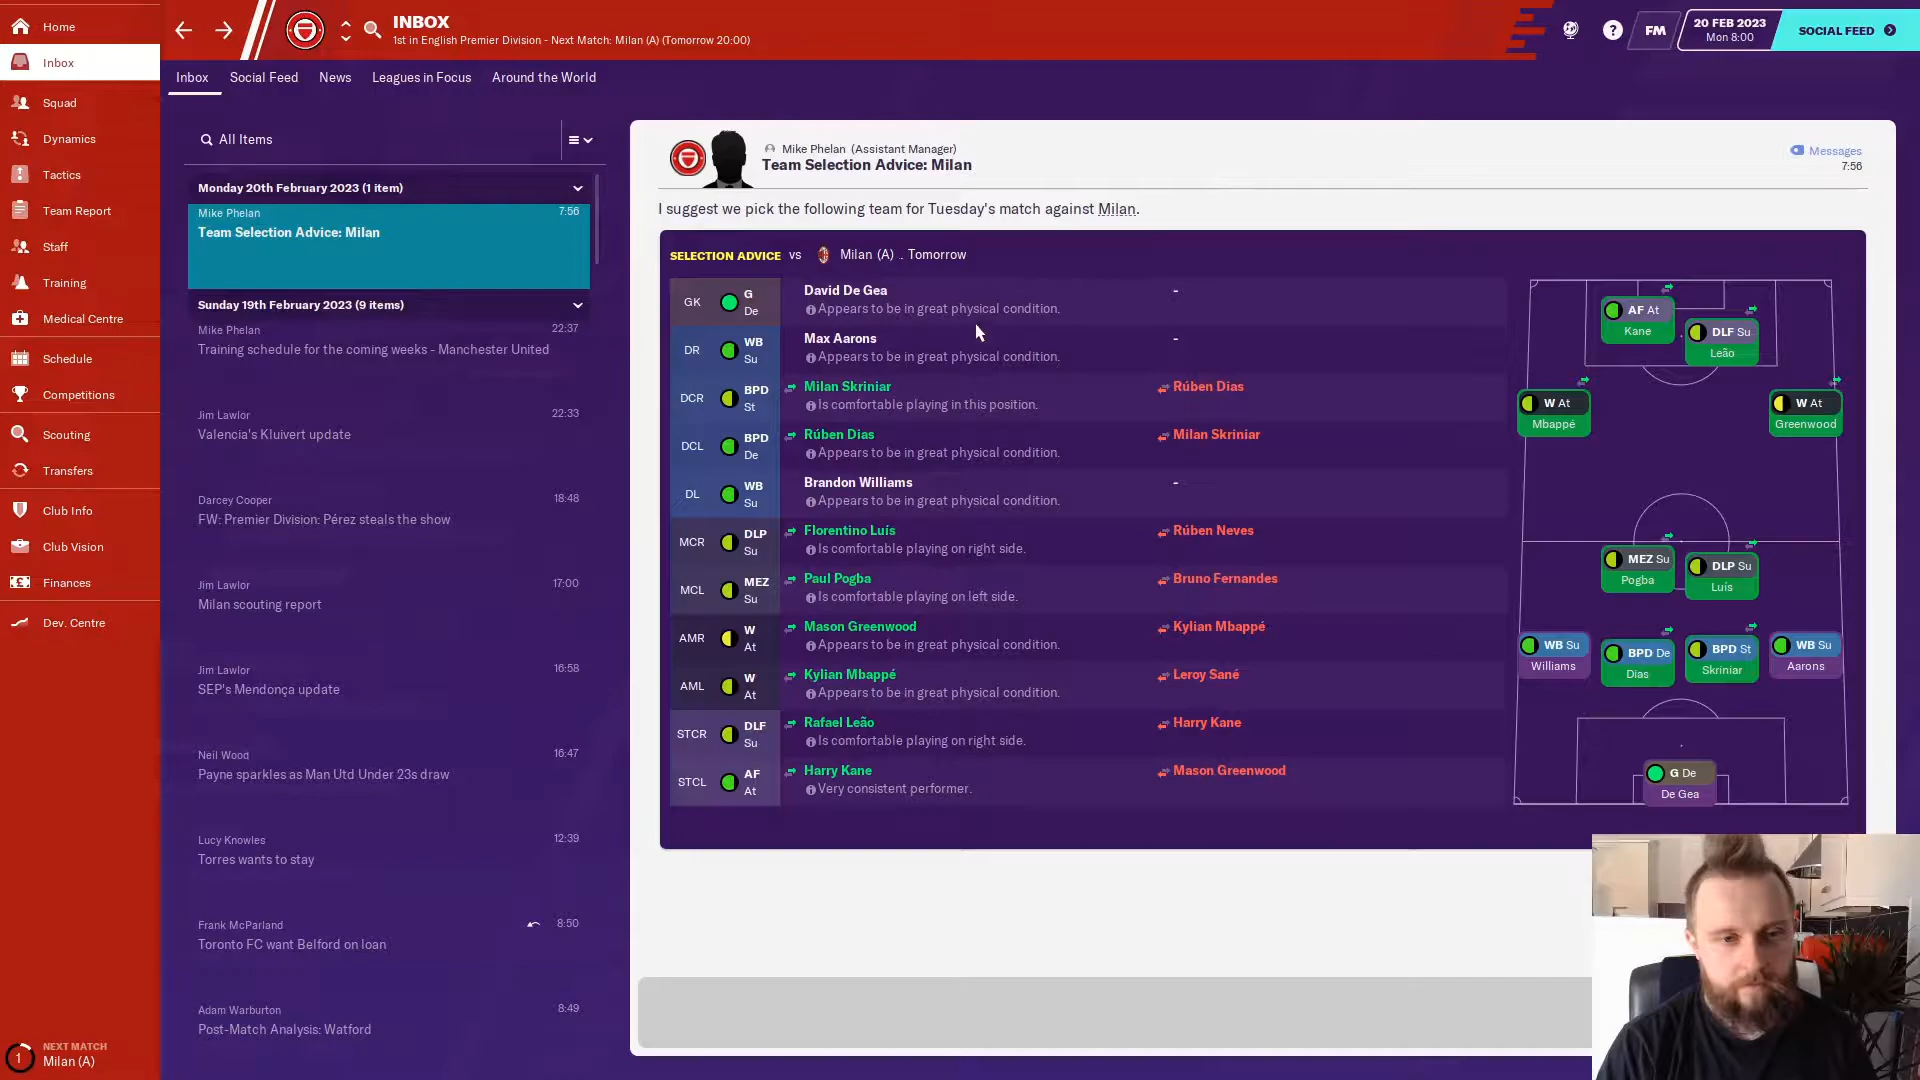 Home
Inbox
Squad
Dynamics
Tactics
Team Report
Staff
Training
Medical Centre
Schedule
Competitions
Scouting
Transfers
Club Info
Club Vision
Finances
Dev. Centre
1
NEXT MATCH
Milan (A)
INBOX
1st in English Premier Division - Next Match: Milan (A) (Tomorrow 20:00)
?
FM
20 FEB 2023
Mon 8:00
SOCIAL FEED
Inbox
Social Feed
News
Leagues in Focus
Around the World
All Items
Monday 20th February 2023 (1 item)
Mike Phelan 7:56
Team Selection Advice: Milan
Sunday 19th February 2023 (9 items)
Mike Phelan 22:37
Training schedule for the coming weeks - Manchester United
Jim Lawlor 22:33
Valencia's Kluivert update
Darcey Cooper 18:48
FW: Premier Division: Pérez steals the show
Jim Lawlor 17:00
Milan scouting report
Jim Lawlor 16:58
SEP's Mendonça update
Neil Wood 16:47
Payne sparkles as Man Utd Under 23s draw
Lucy Knowles 12:39
Torres wants to stay
Frank McParland 8:50
Toronto FC want Belford on loan
Adam Warburton 8:49
Post-Match Analysis: Watford
Mike Phelan (Assistant Manager)
Team Selection Advice: Milan
Messages
7:56
I suggest we pick the following team for Tuesday's match against Milan.
SELECTION ADVICE vs Milan (A) . Tomorrow
GK G De David De Gea -
Appears to be in great physical condition.
DR WB Su Max Aarons -
Appears to be in great physical condition.
DCR BPD St Milan Skriniar Rúben Dias
Is comfortable playing in this position.
DCL BPD De Rúben Dias Milan Skriniar
Appears to be in great physical condition.
DL WB Su Brandon Williams -
Appears to be in great physical condition.
MCR DLP Su Florentino Luís Rúben Neves
Is comfortable playing on right side.
MCL MEZ Su Paul Pogba Bruno Fernandes
Is comfortable playing on left side.
AMR W At Mason Greenwood Kylian Mbappé
Appears to be in great physical condition.
AML W At Kylian Mbappé Leroy Sané
Appears to be in great physical condition.
STCR DLF Su Rafael Leão Harry Kane
Is comfortable playing on right side.
STCL AF At Harry Kane Mason Greenwood
Very consistent performer.
AF At
Kane
DLF Su
Leão
W At
Mbappé
W At
Greenwood
MEZ Su
Pogba
DLP Su
Luís
WB Su
Williams
BPD De
Dias
BPD St
Skriniar
WB Su
Aarons
G De
De Gea